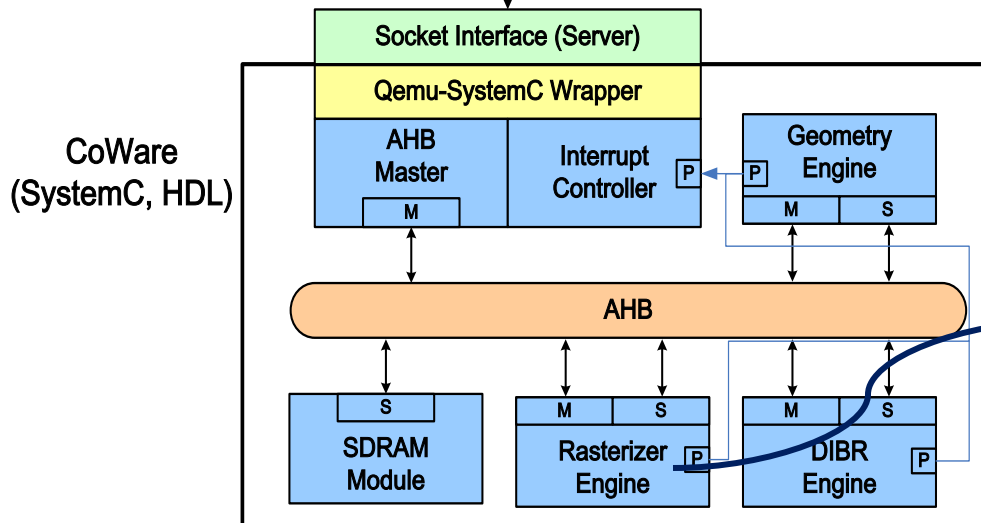 Socket Interface (Server)
Qemu-SystemC Wrapper
CoWare
(SystemC, HDL)
AHB
Master
M
Interrupt
Controller
P
Geometry
Engine
P
M
S
AHB
S
SDRAM
Module
M
S
Rasterizer
Engine
P
M
S
DIBR
Engine
P